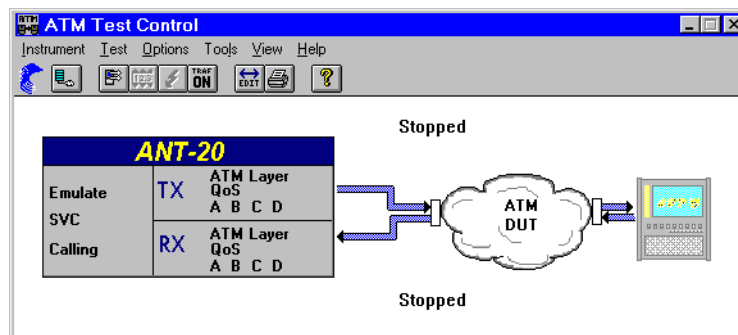 ATM Test Control
Instrument Test Options Tools View Help
TRAF
ON
EDIT
?
Stopped
ANT-20
Emulate
SVC
Calling
TX
ATM Layer
QoS
A B C D
RX
ATM Layer
QoS
A B C D
ATM
DUT
Stopped